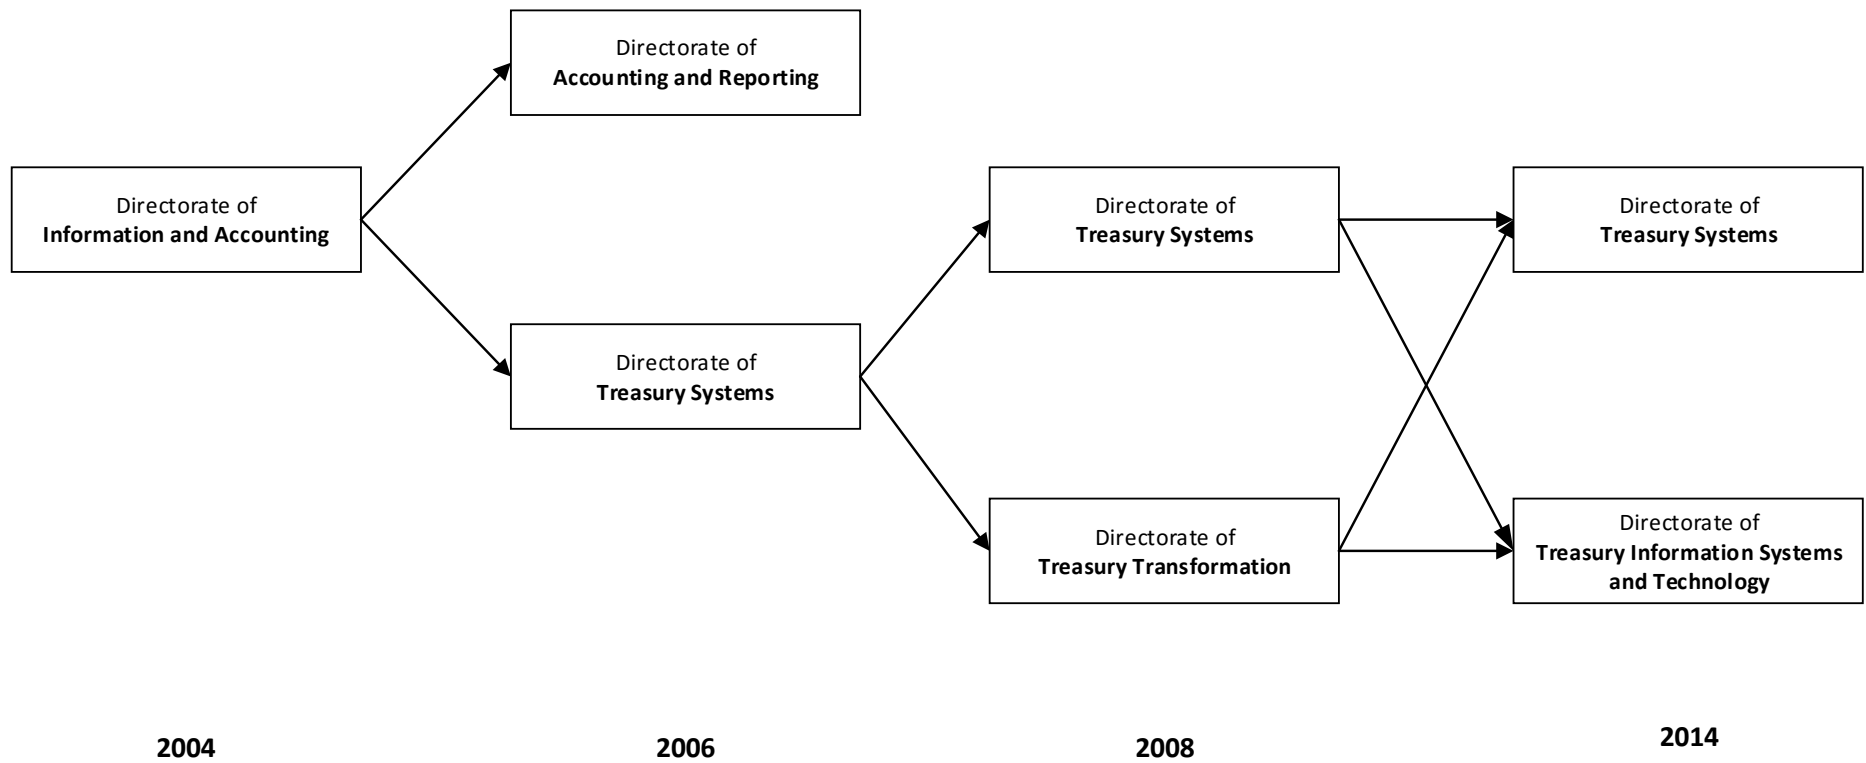 Directorate of
Accounting and Reporting
Directorate of
Information and Accounting
Directorate of
Treasury Systems
Directorate of
Treasury Systems
Directorate of
Treasury Systems
Directorate of
Treasury Transformation
Directorate of
Treasury Information Systems
and Technology
2004
2006
2008
2014